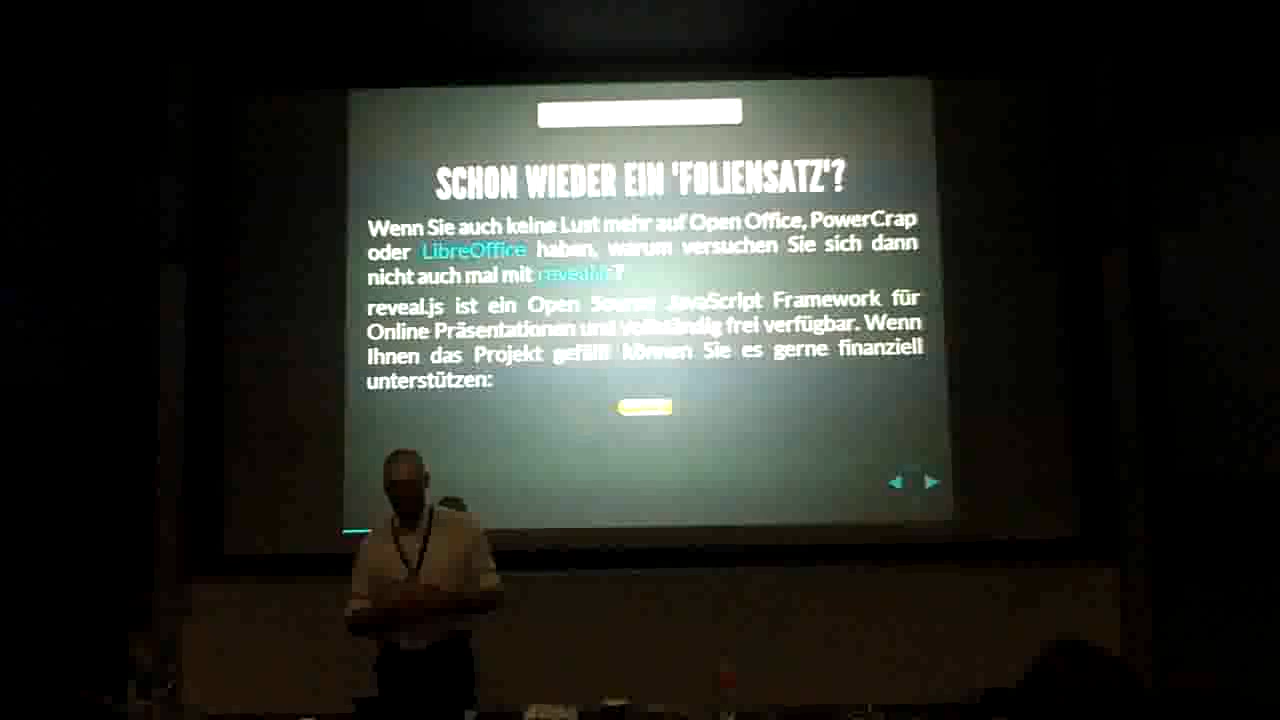 SCHON WIEDER EIN 'FOLIENSATZ'?
Wenn Sie auch keine Lust mehr auf Open Office, PowerCrap
oder LibreOffice haben, warum versuchen Sie sich dann
nicht auch mal mit reveal.js?
reveal.js ist ein Open Source JavaScript Framework für
Online Präsentationen und vollständig frei verfügbar. Wenn
Ihnen das Projekt gefällt können Sie es gerne finanziell
unterstützen: